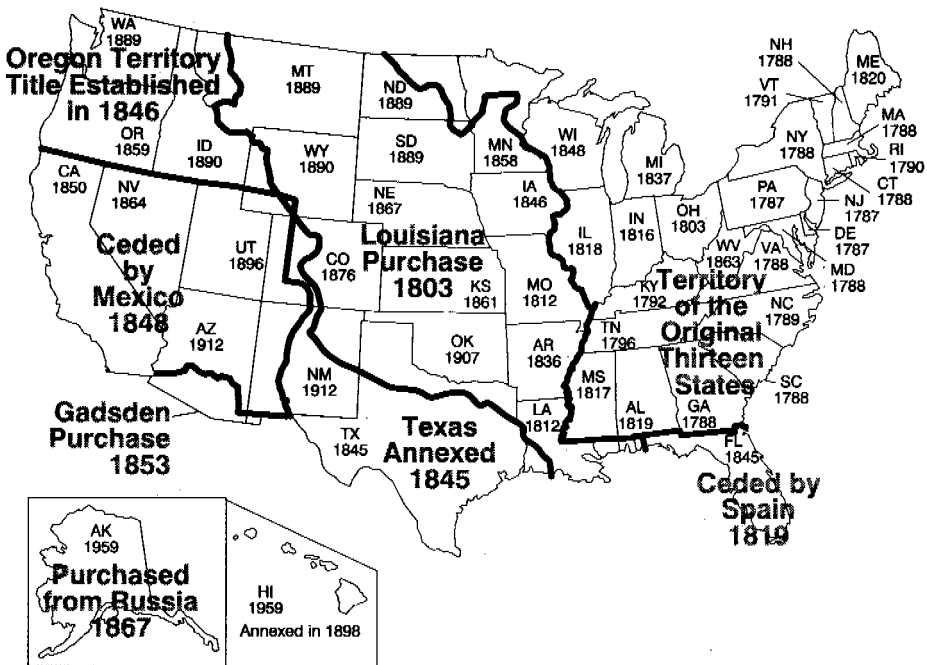 WA
1889
Oregon Territory
Title Established
in 1846
OR
1859
ID
1890
MT
1889
ND
1889
SD
1889
WY
1890
NE
1867
MN
1858
WI
1848
MI
1837
IA
1846
IL
1818
IN
1816
OH
1803
NH
1788
VT
1791
ME
1820
NY
1788
MA
1788
RI
1790
CT
1788
PA
1787
NJ
1787
DE
1787
MD
1788
WV
1863
VA
1788
CA
1850
NV
1864
UT
1896
CO
1876
Ceded
by
Mexico
1848
Louisiana
Purchase
1803
KS
1861
MO
1812
KY
1792
Territory
of the
Original
Thirteen
States
NC
1789
TN
1796
SC
1788
AZ
1912
NM
1912
OK
1907
AR
1836
MS
1817
AL
1819
GA
1788
LA
1812
Gadsden
Purchase
1853
TX
1845
Texas
Annexed
1845
FL
1845
Ceded by
Spain
1819
AK
1959
Purchased
from Russia
1867
HI
1959
Annexed in 1898